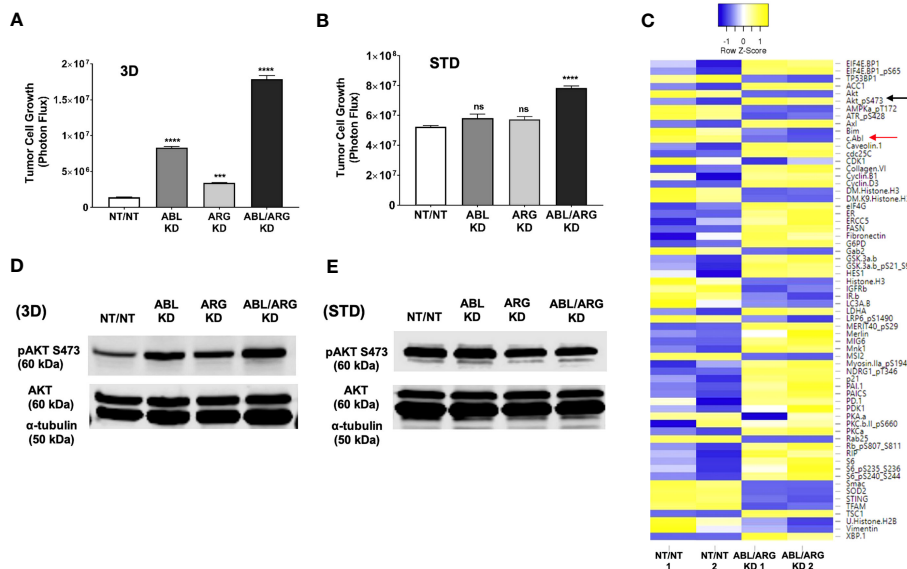 A
3D
Tumor Cell Growth
(Photon Flux)
2×10⁷
1.5×10⁷
1×10⁷
5×10⁶
0
****
***
****
NT/NT
ABL
KD
ARG
KD
ABL/ARG
KD
B
STD
Tumor Cell Growth
(Photon Flux)
1×10⁸
8×10⁷
6×10⁷
4×10⁷
2×10⁷
0
ns
ns
****
NT/NT
ABL
KD
ARG
KD
ABL/ARG
KD
C
-1 0 1
Row Z-Score
EIF4E.BP1
EIF4E.BP1_pS65
TP53BP1
ACC1
Akt
Akt_pS473
AMPKa_pT172
ATR_pS428
Axl
Bim
c.Abl
Caveolin.1
cdc25C
CDK1
Collagen.VI
Cyclin.B1
Cyclin.D3
DM.Histone.H3
DM.K9.Histone.H3
eIF4G
ER
ERCC5
FASN
Fibronectin
G6PD
Gab2
GSK.3a.b
GSK.3a.b_pS21_S9
HES1
Histone.H3
IGFRb
IR.b
LC3A.B
LDHA
LRP6_pS1490
MERIT40_pS29
Merlin
MIG6
Mnk1
MSI2
Myosin.IIa_pS194
NDRG1_pT346
p21
PAI.1
PAICS
PD.1
PDK1
PKA.a
PKC.b.II_pS660
PKCa
Rab25
Rb_pS807_S811
RIP
S6
S6_pS235_S236
S6_pS240_S244
Smac
SOD2
STING
TFAM
TSC1
U.Histone.H2B
Vimentin
XBP.1
NT/NT
1
NT/NT
2
ABL/ARG
KD 1
ABL/ARG
KD 2
D
(3D)
NT/NT
ABL
KD
ARG
KD
ABL/ARG
KD
pAKT S473
(60 kDa)
AKT
(60 kDa)
α-tubulin
(50 kDa)
E
(STD)
NT/NT
ABL
KD
ARG
KD
ABL/ARG
KD
pAKT S473
(60 kDa)
AKT
(60 kDa)
α-tubulin
(50 kDa)